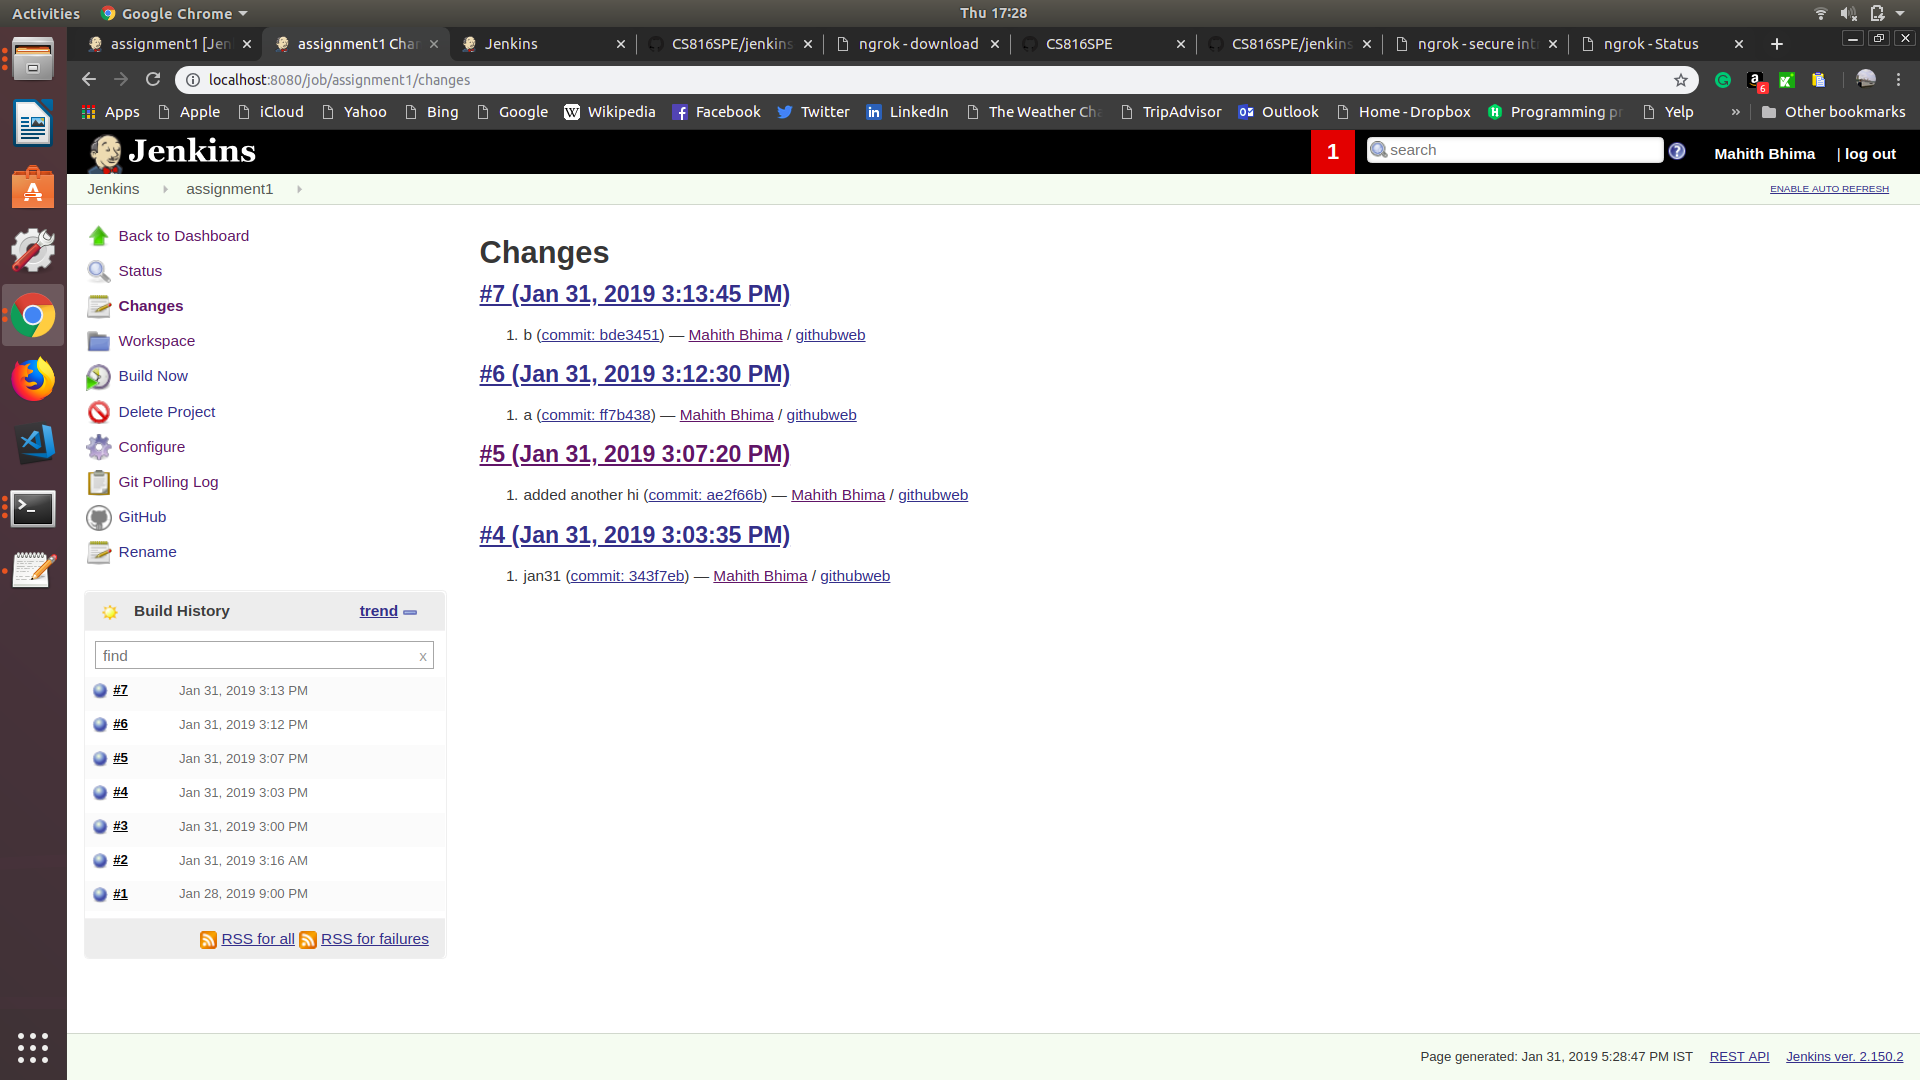 Activities Google Chrome Thu 17:28
assignment1 [Jen assignment1 Chan Jenkins CS816SPE/jenkins ngrok - download CS816SPE CS816SPE/jenkins ngrok - secure int ngrok - Status
localhost:8080/job/assignment1/changes
a 6
Apps Apple iCloud Yahoo Bing Google W Wikipedia Facebook Twitter in LinkedIn The Weather Cha TripAdvisor Outlook Home - Dropbox Programming pr Yelp » Other bookmarks
Jenkins 1 search Mahith Bhima | log out
Jenkins assignment1 ENABLE AUTO REFRESH
Back to Dashboard
Status
Changes
Workspace
Build Now
Delete Project
Configure
Git Polling Log
GitHub
Rename
Build History trend
find x
#7 Jan 31, 2019 3:13 PM
#6 Jan 31, 2019 3:12 PM
#5 Jan 31, 2019 3:07 PM
#4 Jan 31, 2019 3:03 PM
#3 Jan 31, 2019 3:00 PM
#2 Jan 31, 2019 3:16 AM
#1 Jan 28, 2019 9:00 PM
RSS for all RSS for failures
Changes
#7 (Jan 31, 2019 3:13:45 PM)
1. b (commit: bde3451) — Mahith Bhima / githubweb
#6 (Jan 31, 2019 3:12:30 PM)
1. a (commit: ff7b438) — Mahith Bhima / githubweb
#5 (Jan 31, 2019 3:07:20 PM)
1. added another hi (commit: ae2f66b) — Mahith Bhima / githubweb
#4 (Jan 31, 2019 3:03:35 PM)
1. jan31 (commit: 343f7eb) — Mahith Bhima / githubweb
Page generated: Jan 31, 2019 5:28:47 PM IST REST API Jenkins ver. 2.150.2